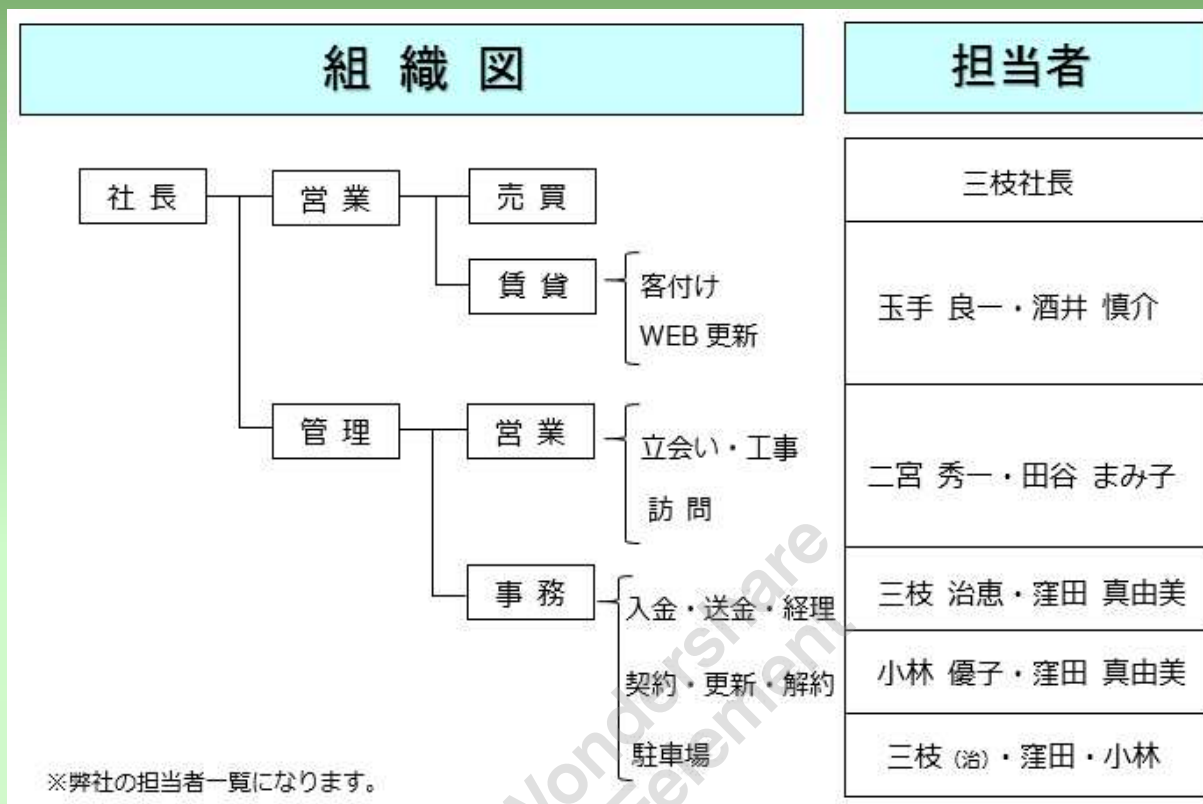 組 織 図
担当者
社 長
営 業
売 買
三枝社長
賃 貸
客付け
WEB 更新
玉手 良一・酒井 慎介
管 理
営 業
立会い・工事
訪 問
二宮 秀一・田谷 まみ子
事 務
入金・送金・経理
三枝 治恵・窪田 真由美
契約・更新・解約
小林 優子・窪田 真由美
駐車場
三枝 (治)・窪田・小林
※弊社の担当者一覧になります。
Wondershare